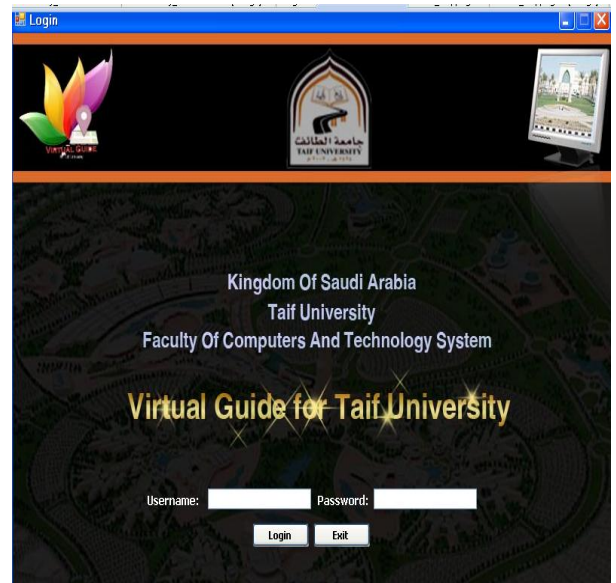 Login
VIRTUAL GUIDE
جامعة الطائف
TAIF UNIVERSITY
Kingdom Of Saudi Arabia
Taif University
Faculty Of Computers And Technology System
Virtual Guide for Taif University
Username:
Password:
Login
Exit